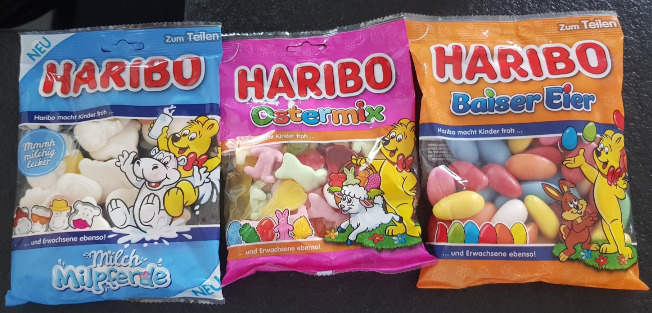 NEU
Zum Teilen
HARIBO
Haribo macht Kinder froh ...
Mmmh
milchig
lecker
... und Erwachsene ebenso!
Milch
Milpferde
NEU
HARIBO
Ostermix
Kinder froh ...
... und Erwachsene ebenso!
Zum Teilen
HARIBO
Baiser Eier
Haribo macht Kinder froh ...
... und Erwachsene ebenso!